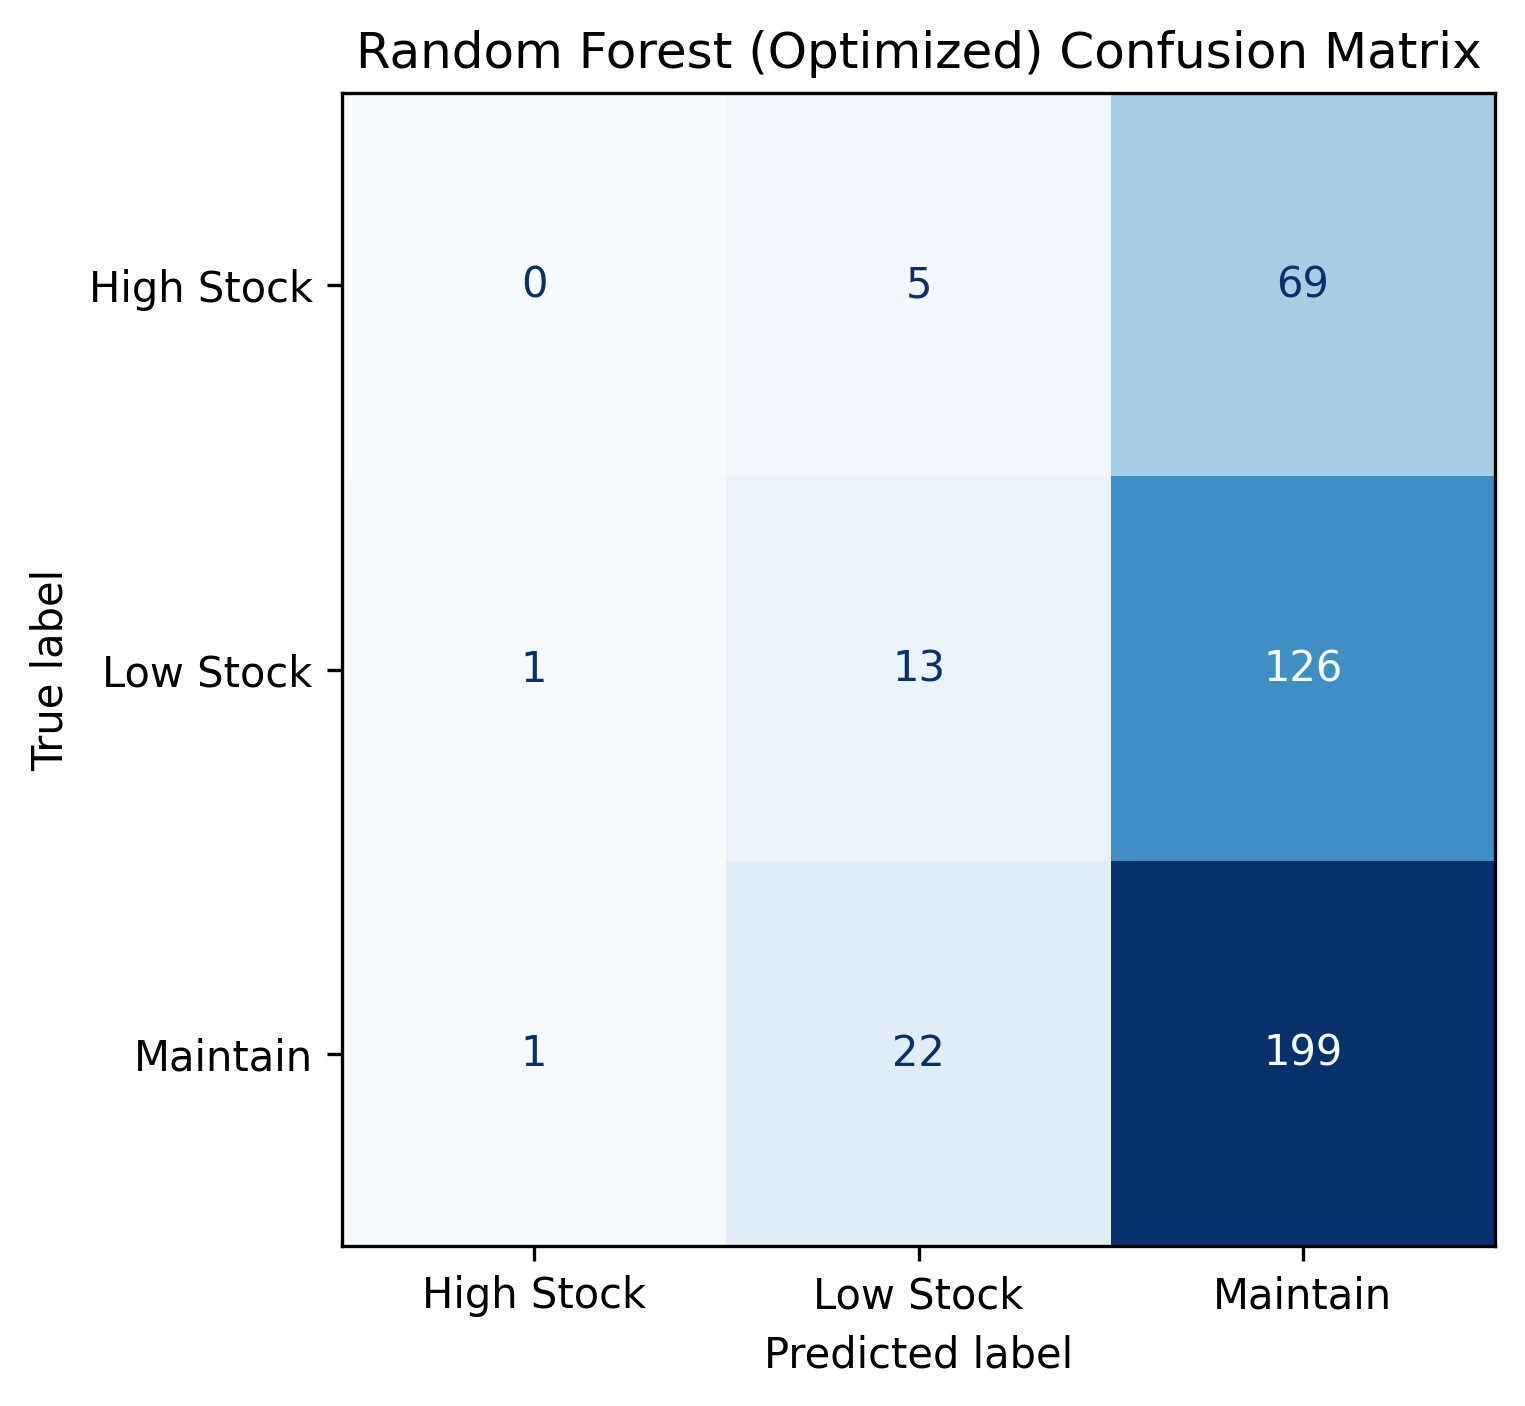 Random Forest (Optimized) Confusion Matrix
High Stock
0
5
69
Low Stock
1
13
126
Maintain
1
22
199
High Stock
Low Stock
Maintain
Predicted label
True label